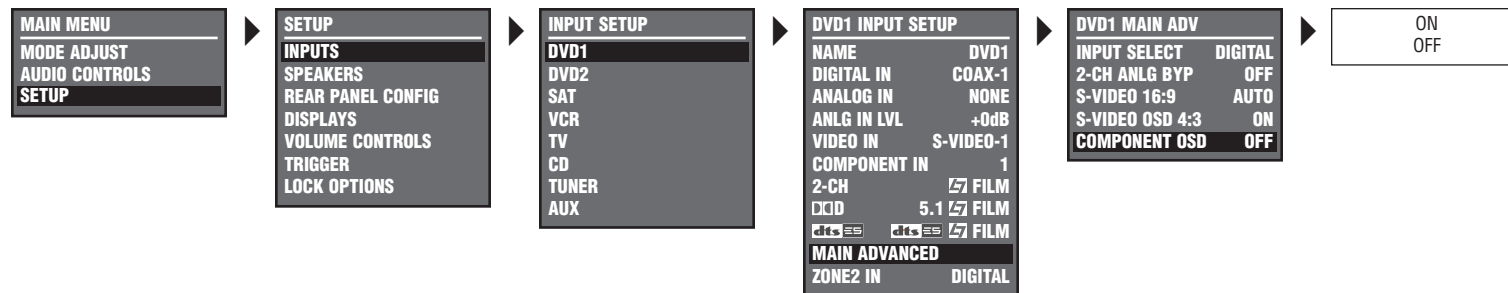 MAIN MENU
MODE ADJUST
AUDIO CONTROLS
SETUP
SETUP
INPUTS
SPEAKERS
REAR PANEL CONFIG
DISPLAYS
VOLUME CONTROLS
TRIGGER
LOCK OPTIONS
INPUT SETUP
DVD1
DVD2
SAT
VCR
TV
CD
TUNER
AUX
DVD1 INPUT SETUP
NAME DVD1
DIGITAL IN COAX-1
ANALOG IN NONE
ANLG IN LVL +0dB
VIDEO IN S-VIDEO-1
COMPONENT IN 1
2-CH L7 FILM
D 5.1 L7 FILM
dts ES dts ES L7 FILM
MAIN ADVANCED
ZONE2 IN DIGITAL
DVD1 MAIN ADV
INPUT SELECT DIGITAL
2-CH ANLG BYP OFF
S-VIDEO 16:9 AUTO
S-VIDEO OSD 4:3 ON
COMPONENT OSD OFF
ON
OFF